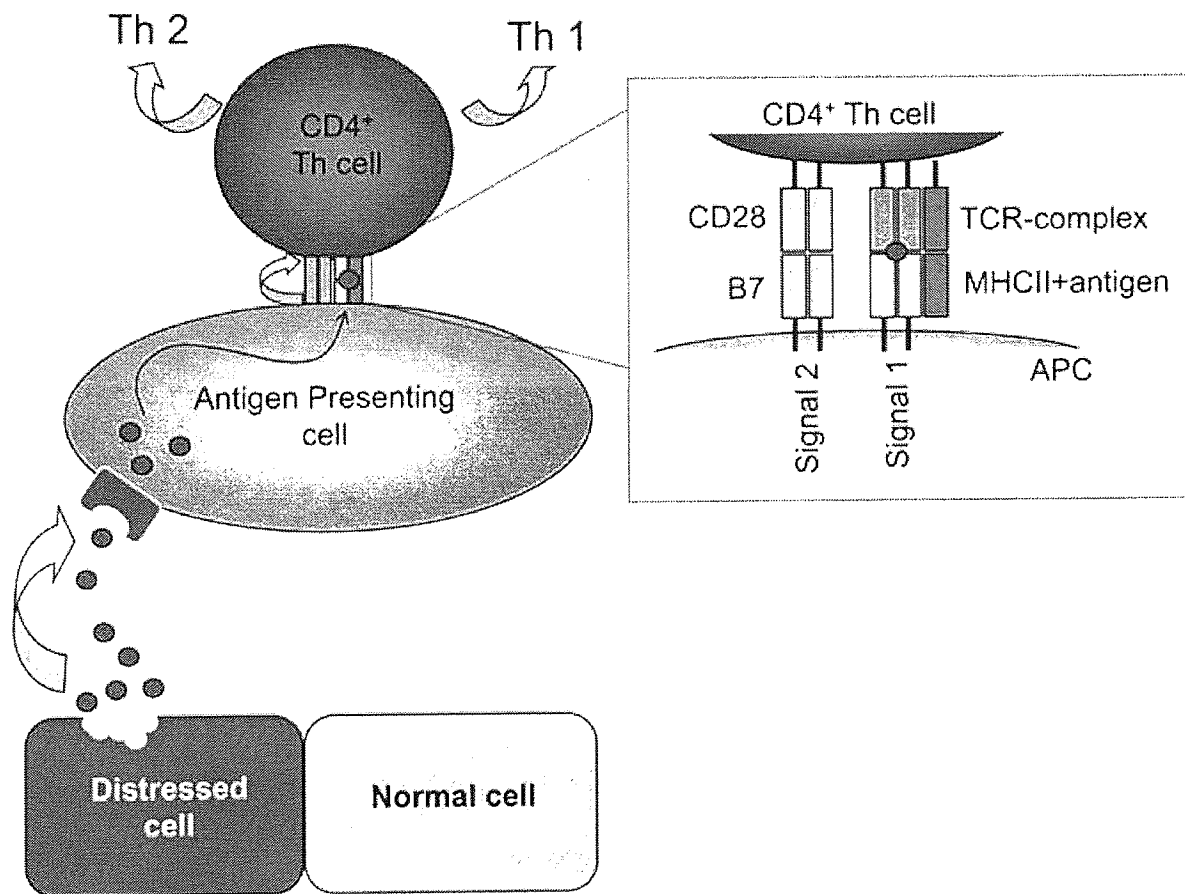 Th 2
Th 1
CD4⁺
Th cell
Antigen Presenting
cell
Distressed
cell
Normal cell
CD4⁺ Th cell
CD28
TCR-complex
B7
MHCII+antigen
APC
Signal 2
Signal 1